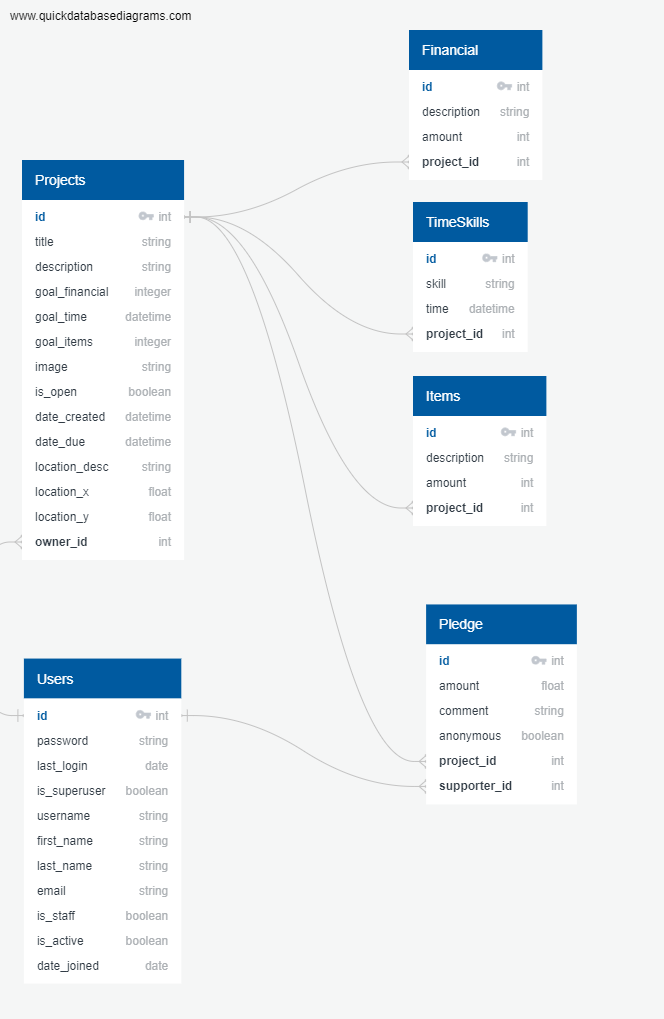 www.quickdatabasediagrams.com
Financial
id int
description string
amount int
project_id int
Projects
id int
title string
description string
goal_financial integer
goal_time datetime
goal_items integer
image string
is_open boolean
date_created datetime
date_due datetime
location_desc string
location_x float
location_y float
owner_id int
TimeSkills
id int
skill string
time datetime
project_id int
Items
id int
description string
amount int
project_id int
Pledge
id int
amount float
comment string
anonymous boolean
project_id int
supporter_id int
Users
id int
password string
last_login date
is_superuser boolean
username string
first_name string
last_name string
email string
is_staff boolean
is_active boolean
date_joined date